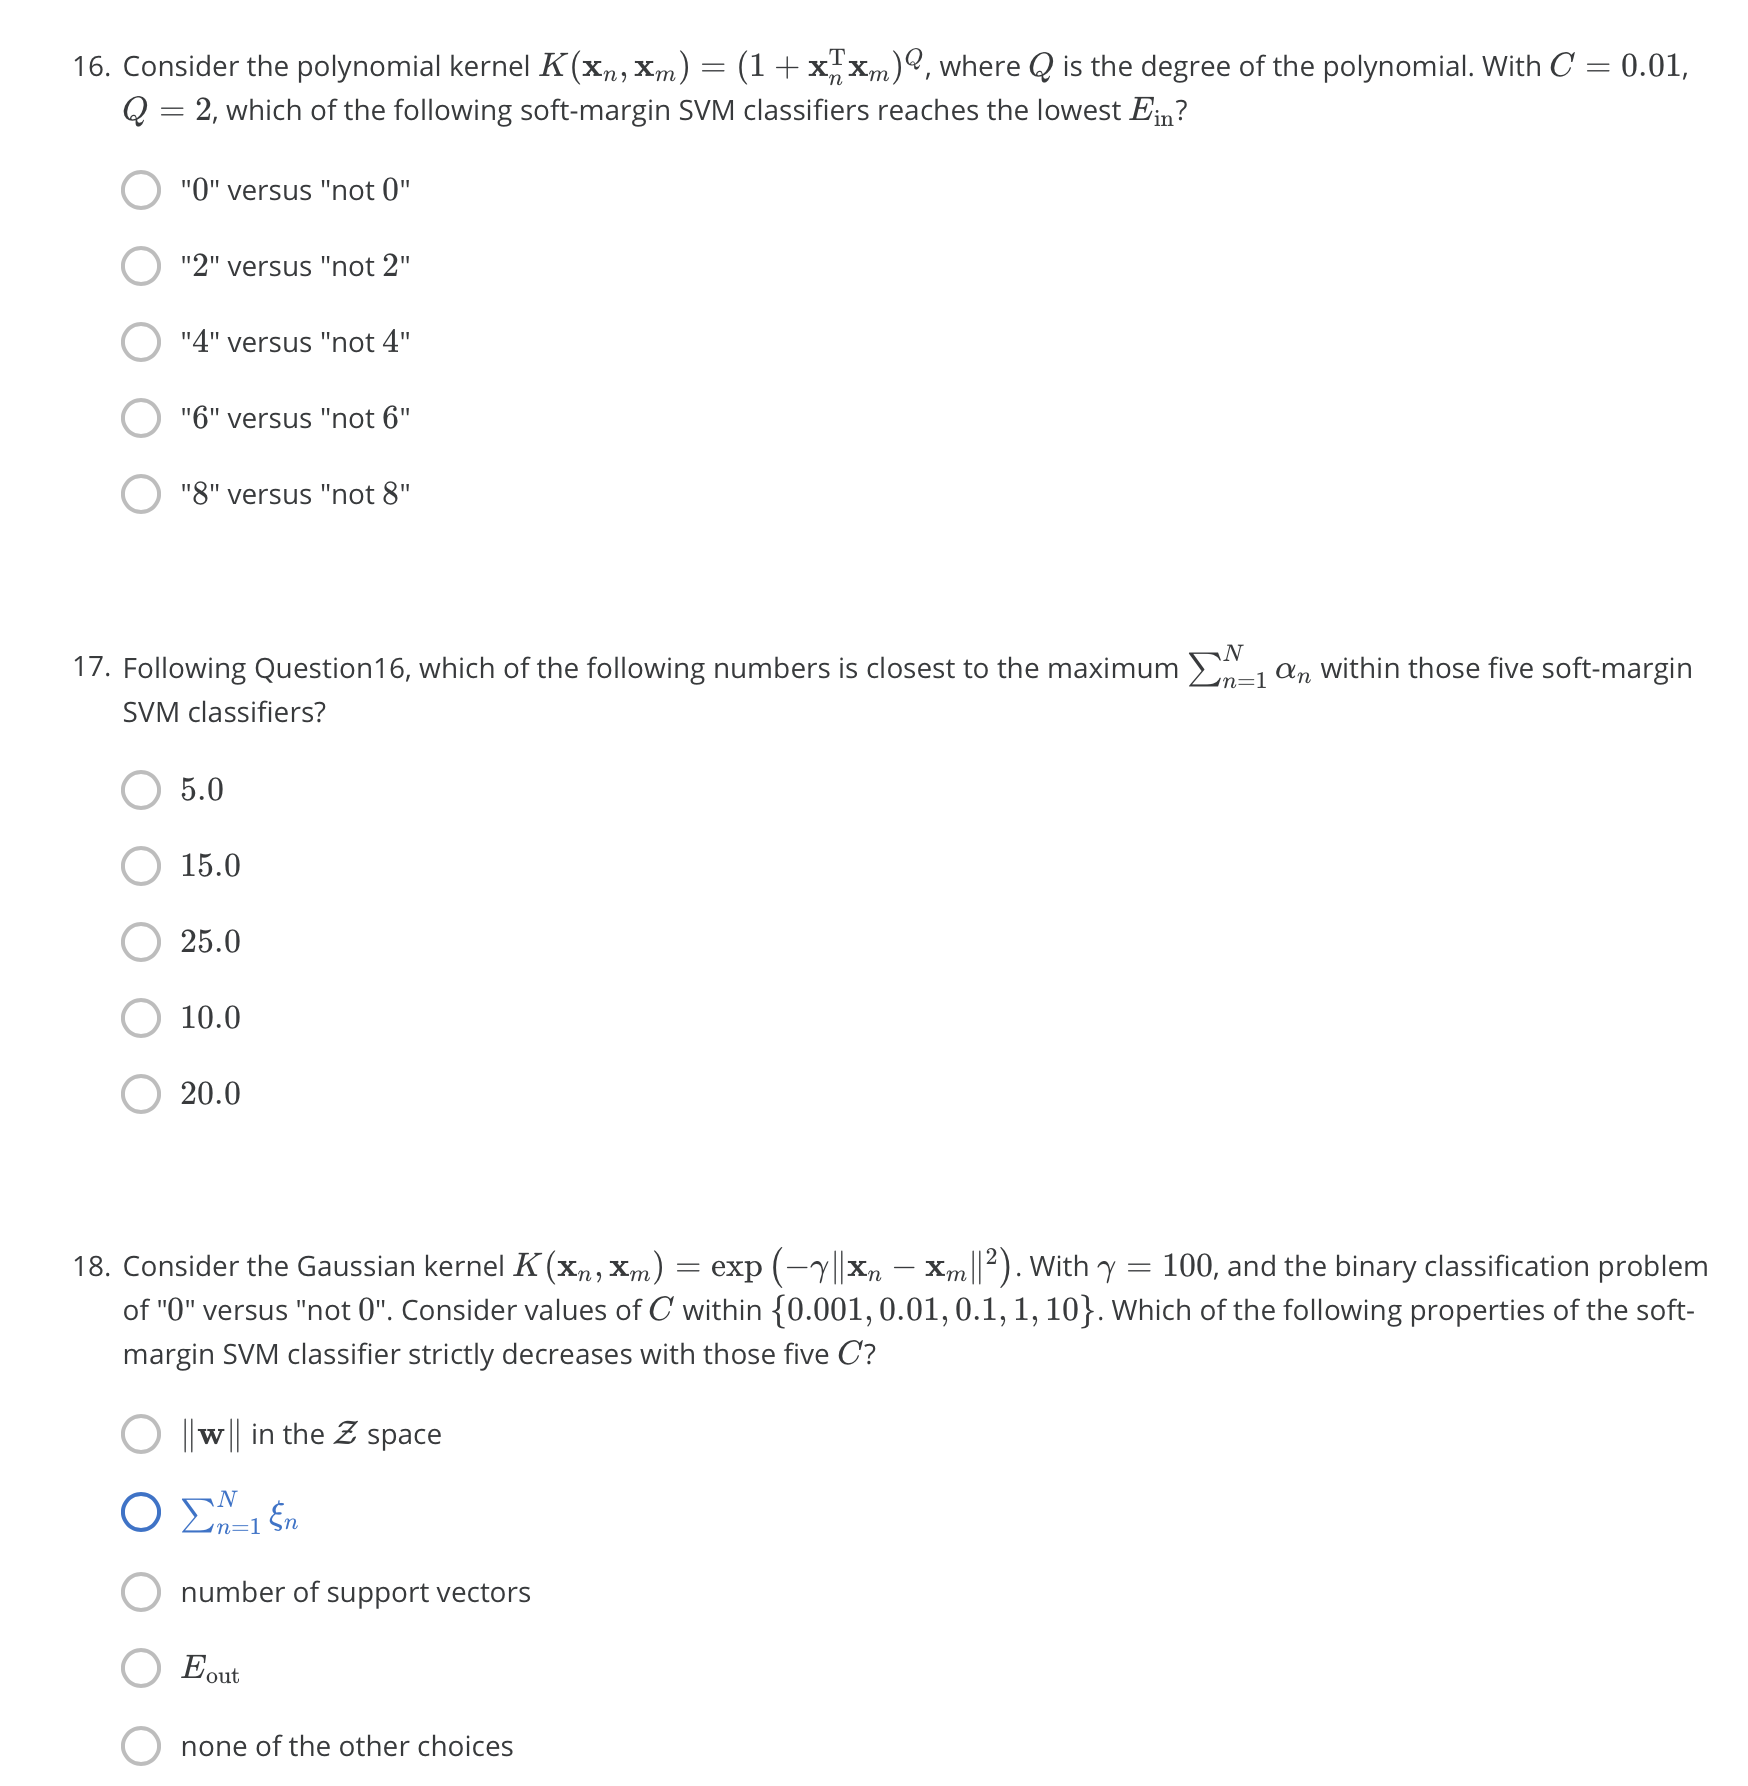 16. Consider the polynomial kernel $K(\mathbf{x}_n, \mathbf{x}_m) = (1 + \mathbf{x}_n^{\mathrm{T}} \mathbf{x}_m)^Q$, where $Q$ is the degree of the polynomial. With $C = 0.01$,
$Q = 2$, which of the following soft-margin SVM classifiers reaches the lowest $E_{\text{in}}$?
"0" versus "not 0"
"2" versus "not 2"
"4" versus "not 4"
"6" versus "not 6"
"8" versus "not 8"
17. Following Question16, which of the following numbers is closest to the maximum $\sum_{n=1}^{N} \alpha_n$ within those five soft-margin
SVM classifiers?
5.0
15.0
25.0
10.0
20.0
18. Consider the Gaussian kernel $K(\mathbf{x}_n, \mathbf{x}_m) = \exp\left(-\gamma \|\mathbf{x}_n - \mathbf{x}_m\|^2\right)$. With $\gamma = 100$, and the binary classification problem
of "0" versus "not 0". Consider values of $C$ within $\{0.001, 0.01, 0.1, 1, 10\}$. Which of the following properties of the soft-
margin SVM classifier strictly decreases with those five $C$?
$\|\mathbf{w}\|$ in the $\mathcal{Z}$ space
$\sum_{n=1}^{N} \xi_n$
number of support vectors
$E_{\text{out}}$
none of the other choices